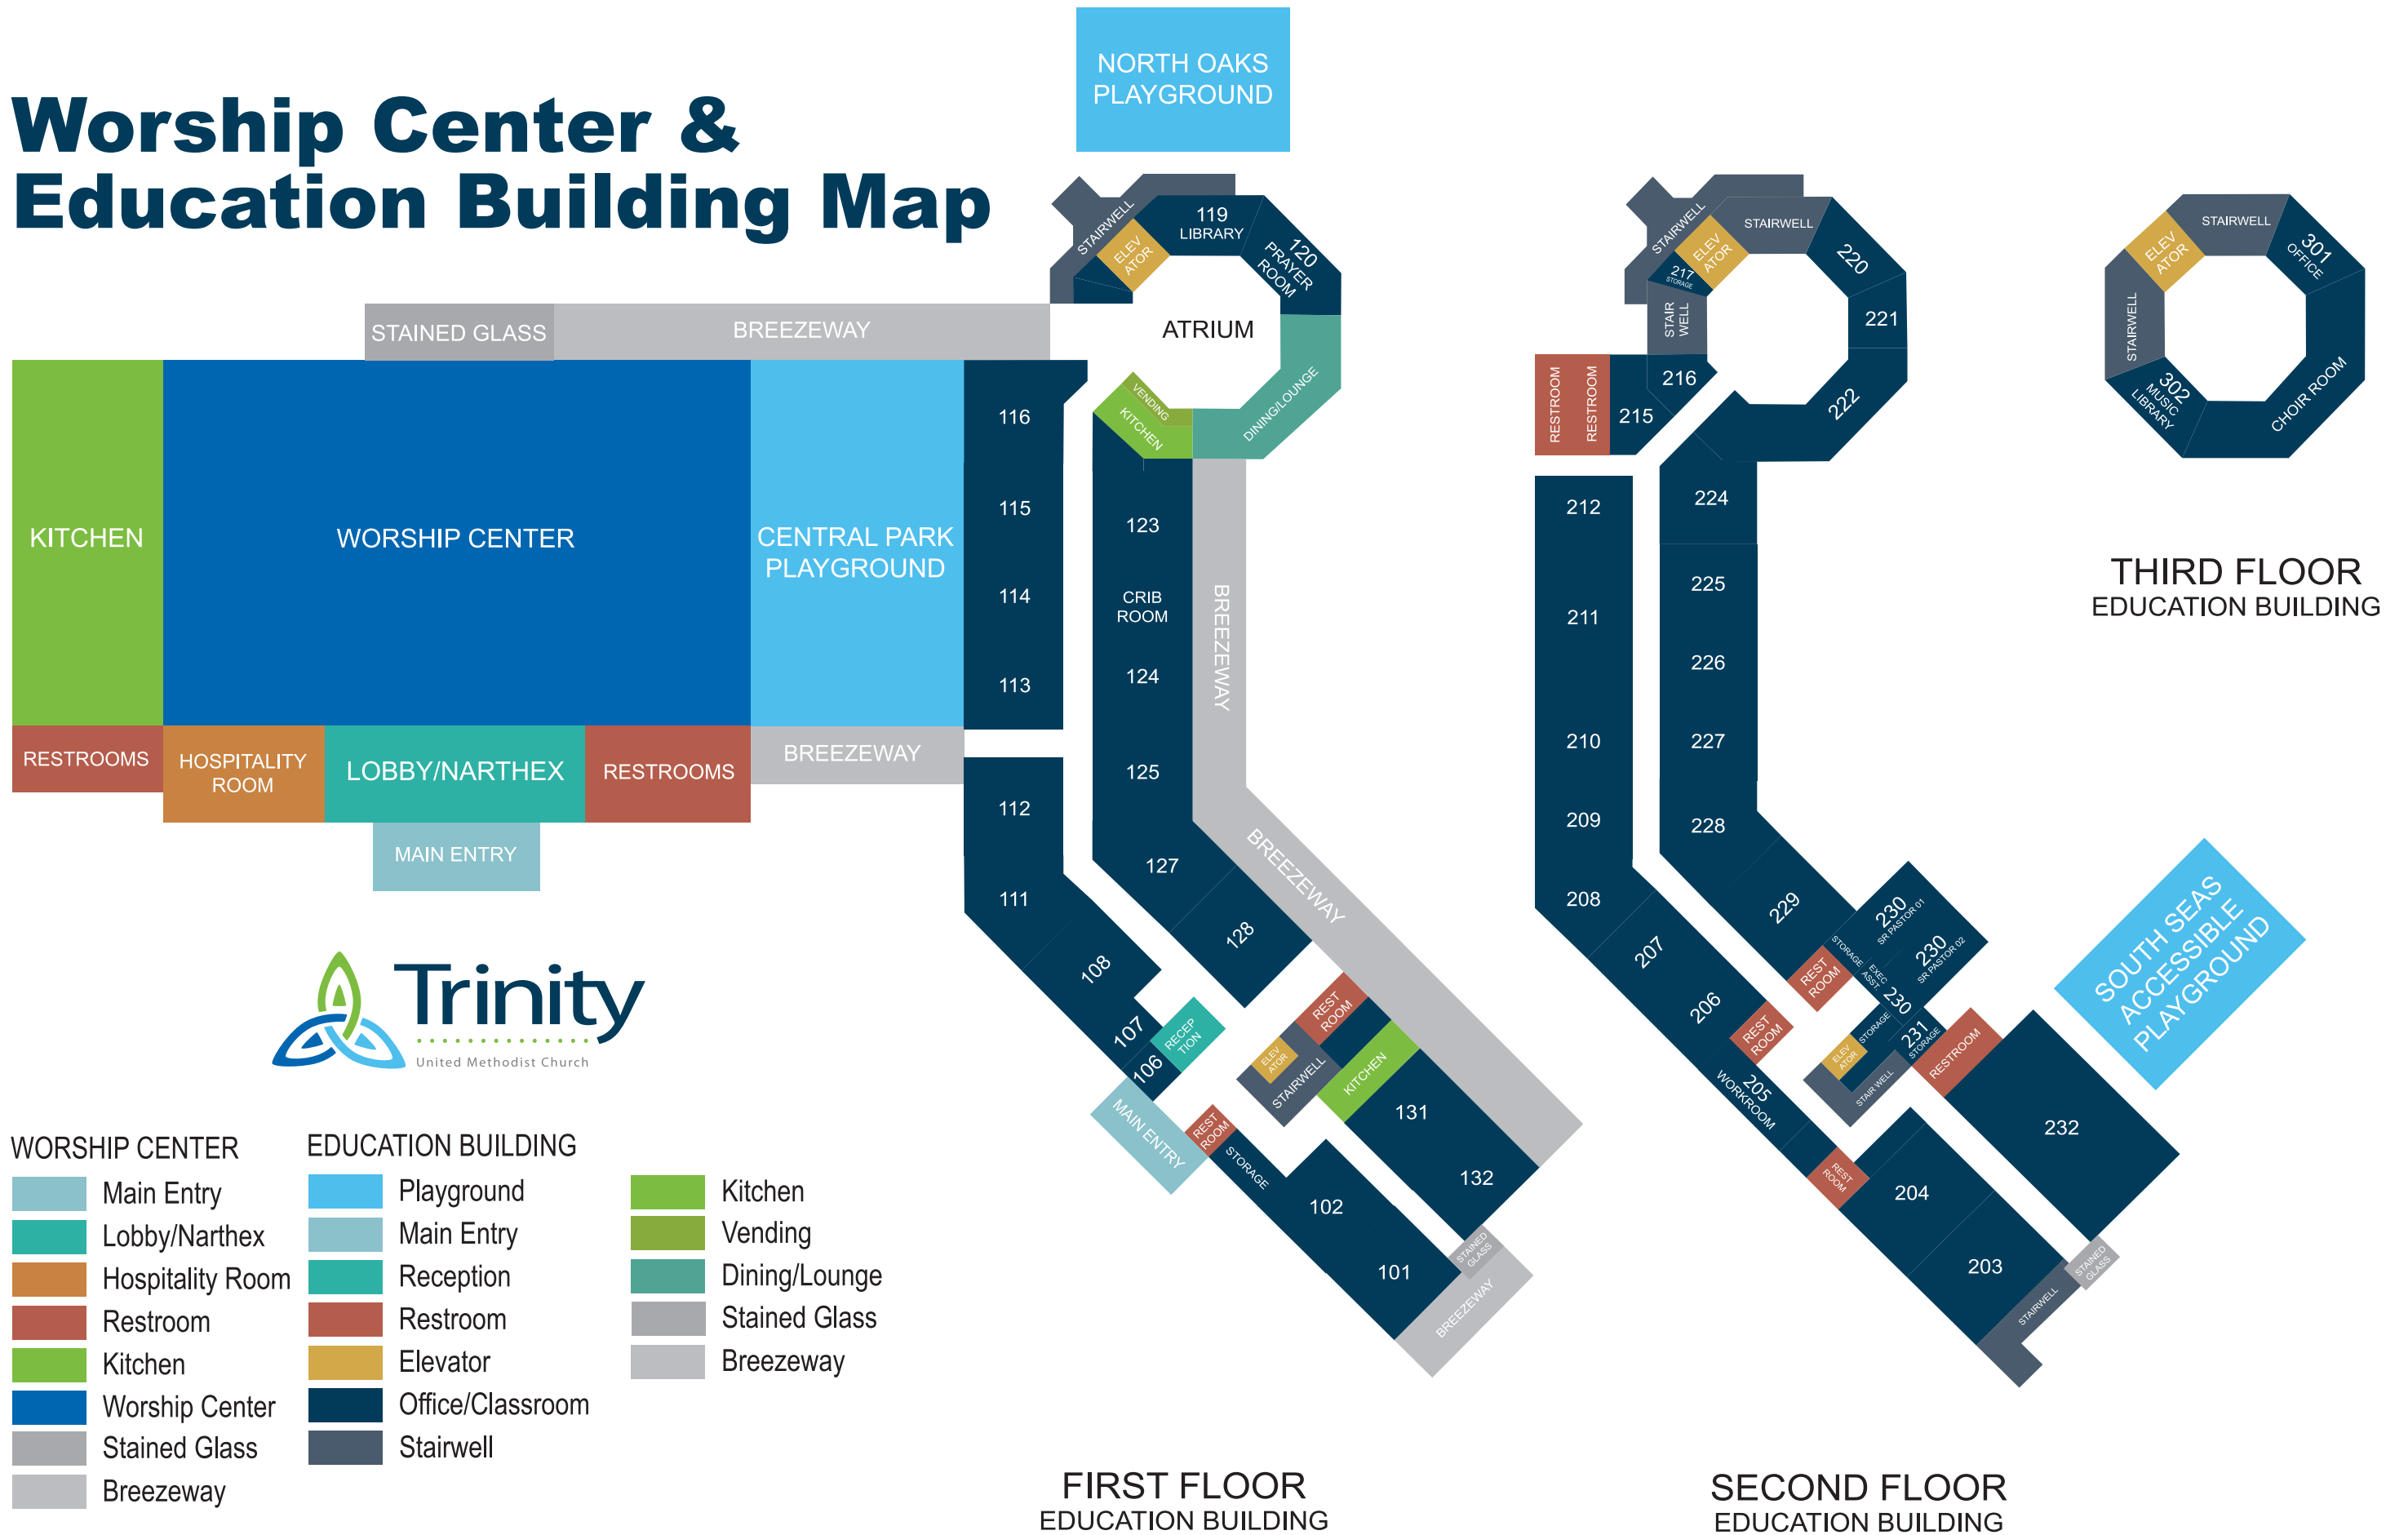 Worship Center &
Education Building Map
NORTH OAKS
PLAYGROUND
STAIRWELL
ELEV
ATOR
119
LIBRARY
120
PRAYER
ROOM
ATRIUM
VENDING
KITCHEN
DINING/LOUNGE
STAINED GLASS
BREEZEWAY
KITCHEN
WORSHIP CENTER
CENTRAL PARK
PLAYGROUND
RESTROOMS
HOSPITALITY
ROOM
LOBBY/NARTHEX
RESTROOMS
BREEZEWAY
MAIN ENTRY
116
115
114
113
112
111
108
107
106
RECEP
TION
MAIN ENTRY
123
CRIB
ROOM
124
125
127
128
BREEZEWAY
BREEZEWAY
REST
ROOM
ELEV
ATOR
STAIRWELL
KITCHEN
131
132
REST
ROOM
STORAGE
102
101
STAINED
GLASS
BREEZEWAY
FIRST FLOOR
EDUCATION BUILDING
STAIRWELL
ELEV
ATOR
STAIRWELL
217
STORAGE
STAIR
WELL
220
221
222
216
215
RESTROOM
RESTROOM
212
211
210
209
208
207
206
REST
ROOM
205
WORKROOM
REST
ROOM
204
203
STAIRWELL
STAINED
GLASS
224
225
226
227
228
229
REST
ROOM
STORAGE
230
SR PASTOR 01
230
SR PASTOR 02
EXEC
ASST.
230
STORAGE
231
STORAGE
ELEV
ATOR
STAIR WELL
RESTROOM
232
SOUTH SEAS
ACCESSIBLE
PLAYGROUND
SECOND FLOOR
EDUCATION BUILDING
STAIRWELL
ELEV
ATOR
STAIRWELL
301
OFFICE
302
MUSIC
LIBRARY
CHOIR ROOM
THIRD FLOOR
EDUCATION BUILDING
Trinity
United Methodist Church
WORSHIP CENTER
Main Entry
Lobby/Narthex
Hospitality Room
Restroom
Kitchen
Worship Center
Stained Glass
Breezeway
EDUCATION BUILDING
Playground
Main Entry
Reception
Restroom
Elevator
Office/Classroom
Stairwell
Kitchen
Vending
Dining/Lounge
Stained Glass
Breezeway